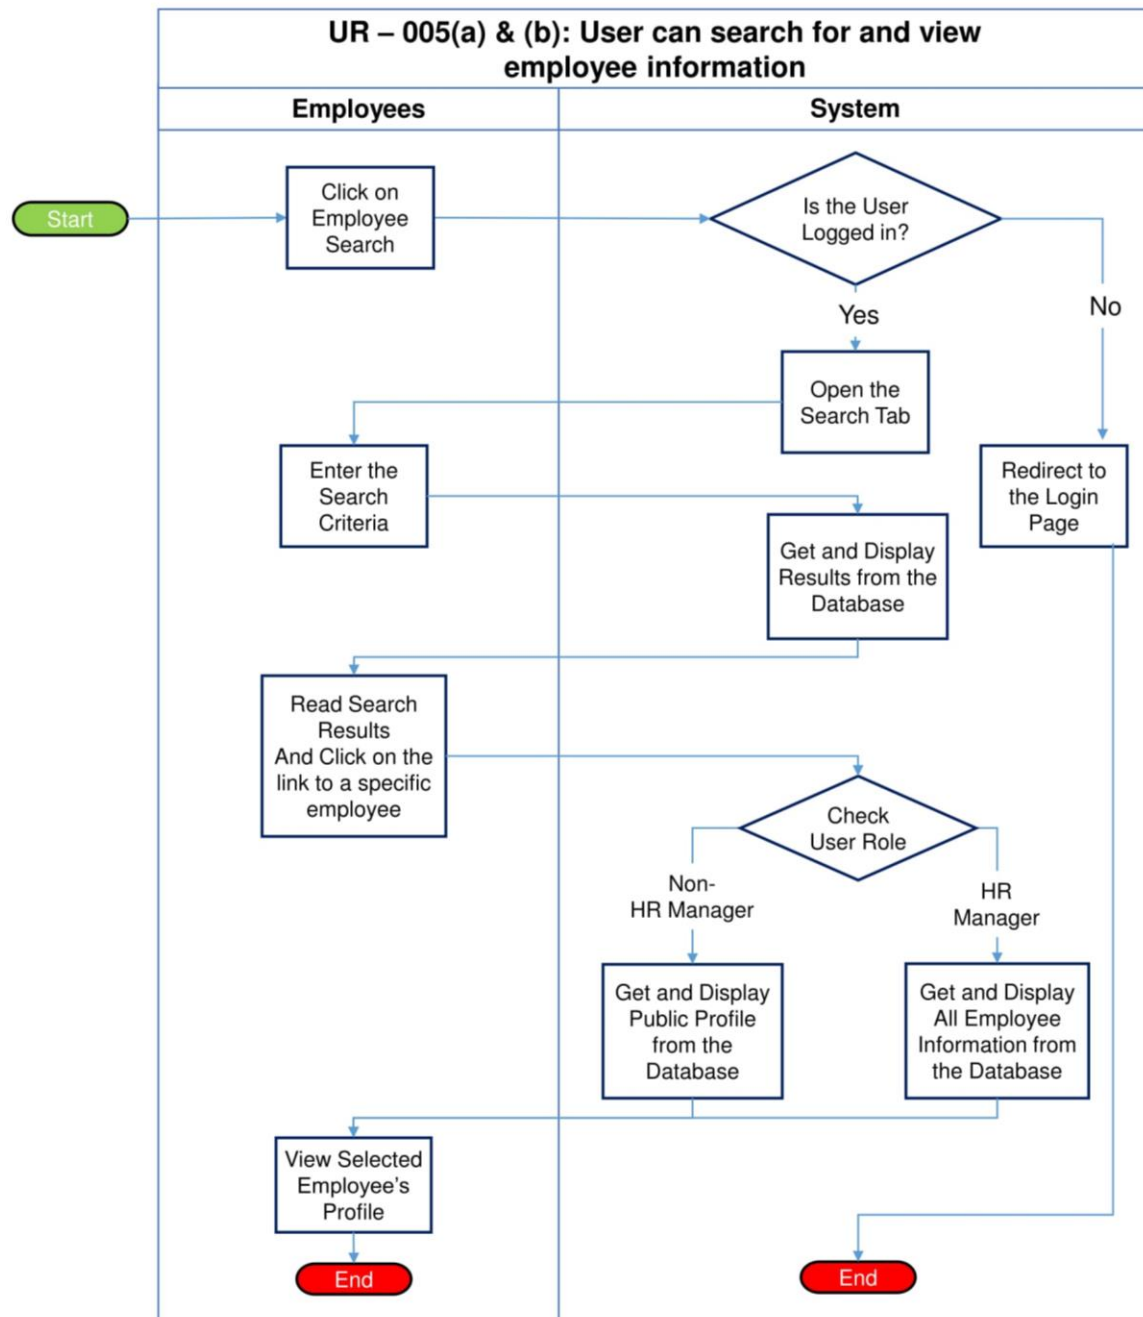 UR – 005(a) & (b): User can search for and view
employee information
Employees
System
Start
Click on
Employee
Search
Is the User
Logged in?
Yes
No
Open the
Search Tab
Enter the
Search
Criteria
Redirect to
the Login
Page
Get and Display
Results from the
Database
Read Search
Results
And Click on the
link to a specific
employee
Check
User Role
Non-
HR Manager
HR
Manager
Get and Display
Public Profile
from the
Database
Get and Display
All Employee
Information from
the Database
View Selected
Employee’s
Profile
End
End